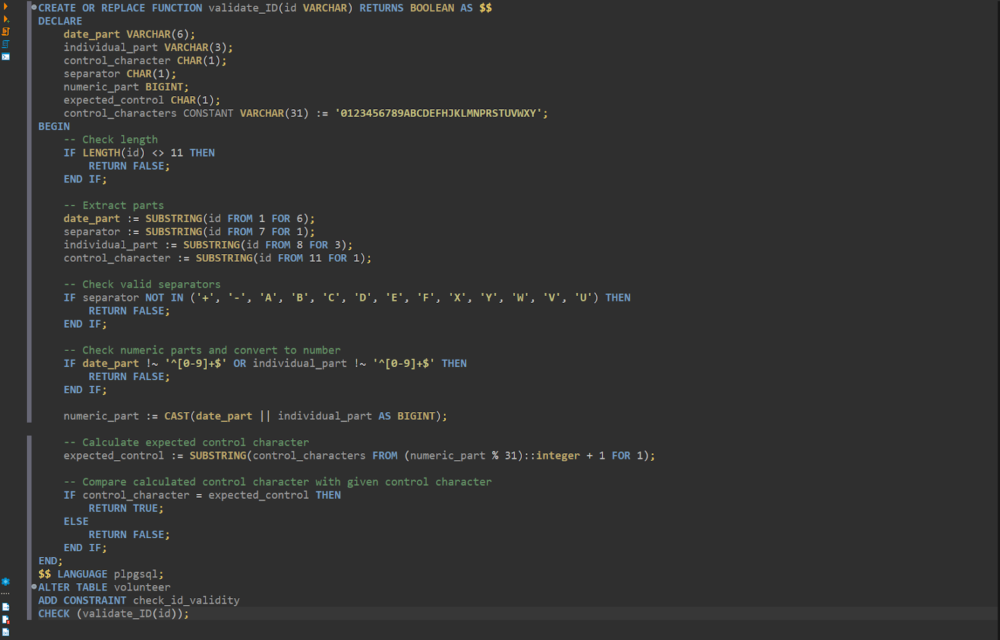 CREATE OR REPLACE FUNCTION validate_ID(id VARCHAR) RETURNS BOOLEAN AS $$
DECLARE
    date_part VARCHAR(6);
    individual_part VARCHAR(3);
    control_character CHAR(1);
    separator CHAR(1);
    numeric_part BIGINT;
    expected_control CHAR(1);
    control_characters CONSTANT VARCHAR(31) := '0123456789ABCDEFHJKLMNPRSTUVWXY';
BEGIN
    -- Check length
    IF LENGTH(id) <> 11 THEN
        RETURN FALSE;
    END IF;

    -- Extract parts
    date_part := SUBSTRING(id FROM 1 FOR 6);
    separator := SUBSTRING(id FROM 7 FOR 1);
    individual_part := SUBSTRING(id FROM 8 FOR 3);
    control_character := SUBSTRING(id FROM 11 FOR 1);

    -- Check valid separators
    IF separator NOT IN ('+', '-', 'A', 'B', 'C', 'D', 'E', 'F', 'X', 'Y', 'W', 'V', 'U') THEN
        RETURN FALSE;
    END IF;

    -- Check numeric parts and convert to number
    IF date_part !~ '^[0-9]+$' OR individual_part !~ '^[0-9]+$' THEN
        RETURN FALSE;
    END IF;

    numeric_part := CAST(date_part || individual_part AS BIGINT);

    -- Calculate expected control character
    expected_control := SUBSTRING(control_characters FROM (numeric_part % 31)::integer + 1 FOR 1);

    -- Compare calculated control character with given control character
    IF control_character = expected_control THEN
        RETURN TRUE;
    ELSE
        RETURN FALSE;
    END IF;
END;
$$ LANGUAGE plpgsql;
ALTER TABLE volunteer
ADD CONSTRAINT check_id_validity
CHECK (validate_ID(id));